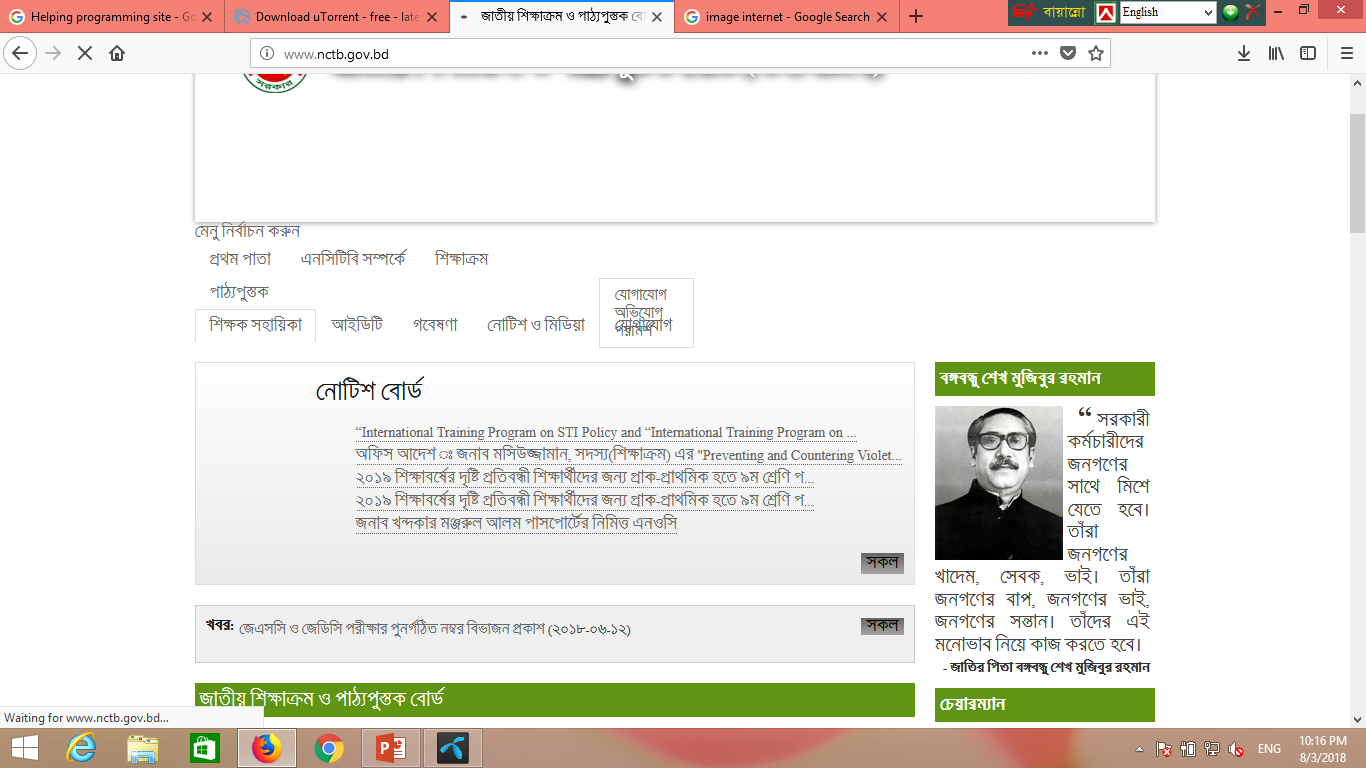 Helping programming site - Go
Download uTorrent - free - late
জাতীয় শিক্ষাক্রম ও পাঠ্যপুস্তক বো
image internet - Google Search
বায়ান্নো
English
www.nctb.gov.bd
সরকার
মেনু নির্বাচন করুন
প্রথম পাতা এনসিটিবি সম্পর্কে শিক্ষাক্রম
পাঠ্যপুস্তক
যোগাযোগ
অভিযোগ
পরামর্শ
শিক্ষক সহায়িকা আইডিটি গবেষণা নোটিশ ও মিডিয়া যোগাযোগ
নোটিশ বোর্ড
“International Training Program on STI Policy and “International Training Program on ...
অফিস আদেশ ঃ জনাব মসিউজ্জামান, সদস্য(শিক্ষাক্রম) এর "Preventing and Countering Violet...
২০১৯ শিক্ষাবর্ষের দৃষ্টি প্রতিবন্ধী শিক্ষার্থীদের জন্য প্রাক-প্রাথমিক হতে ৯ম শ্রেণি প...
২০১৯ শিক্ষাবর্ষের দৃষ্টি প্রতিবন্ধী শিক্ষার্থীদের জন্য প্রাক-প্রাথমিক হতে ৯ম শ্রেণি প...
জনাব খন্দকার মঞ্জরুল আলম পাসপোর্টের নিমিত্ত এনওসি
সকল
খবর: জেএসসি ও জেডিসি পরীক্ষার পুনর্গঠিত নম্বর বিভাজন প্রকাশ (২০১৮-০৬-১২)
সকল
জাতীয় শিক্ষাক্রম ও পাঠ্যপুস্তক বোর্ড
বঙ্গবন্ধু শেখ মুজিবুর রহমান
“ সরকারী
কর্মচারীদের
জনগণের
সাথে মিশে
যেতে হবে।
তাঁরা
জনগণের
খাদেম, সেবক, ভাই। তাঁরা
জনগণের বাপ, জনগণের ভাই,
জনগণের সন্তান। তাঁদের এই
মনোভাব নিয়ে কাজ করতে হবে।
- জাতির পিতা বঙ্গবন্ধু শেখ মুজিবুর রহমান
চেয়ারম্যান
Waiting for www.nctb.gov.bd...
ENG
10:16 PM
8/3/2018